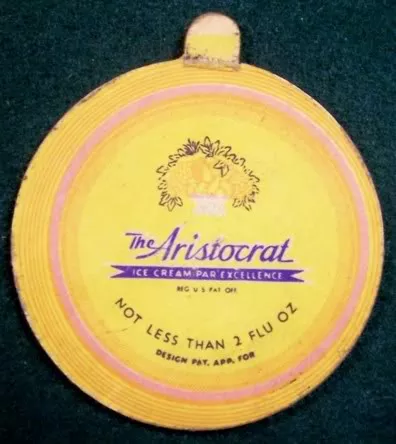 The Aristocrat
ICE CREAM PAR EXCELLENCE
REG U S PAT OFF
NOT LESS THAN 2 FLU OZ
DESIGN PAT. APP. FOR